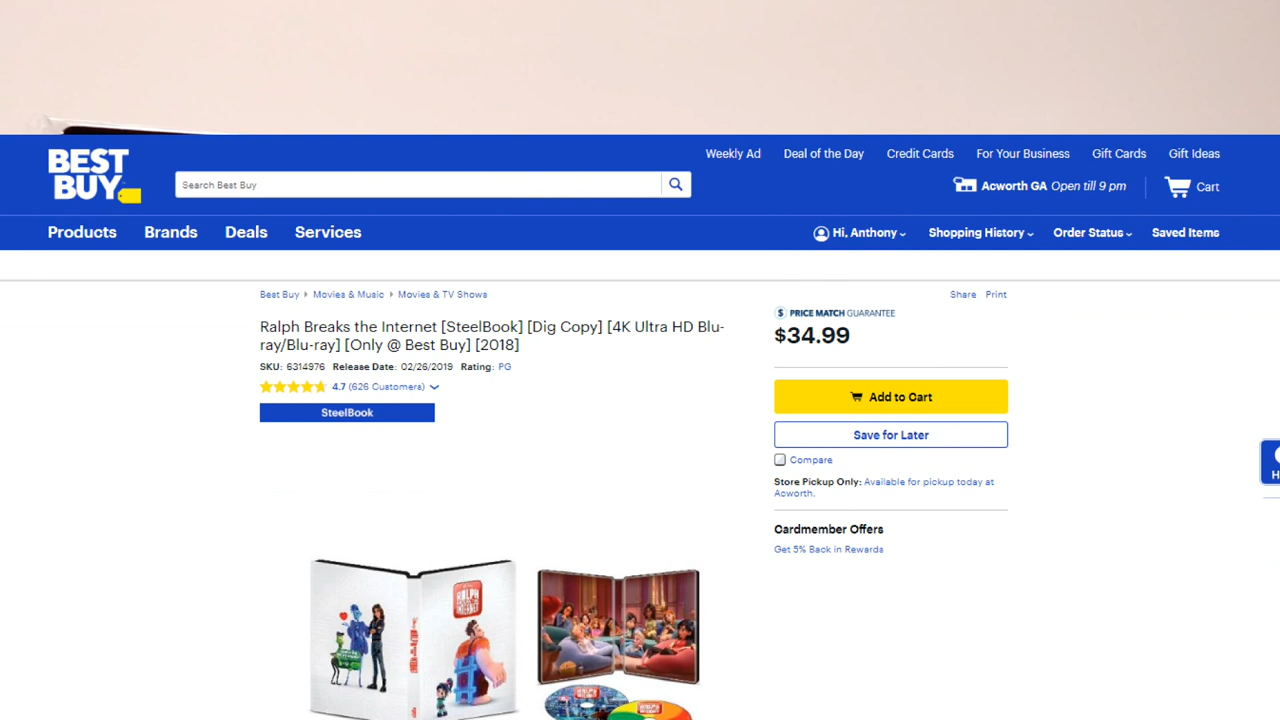 BEST
BUY
Search Best Buy
Weekly Ad Deal of the Day Credit Cards For Your Business Gift Cards Gift Ideas
Acworth GA Open till 9 pm Cart
Products Brands Deals Services
Hi, Anthony Shopping History Order Status Saved Items
Best Buy Movies & Music Movies & TV Shows
Share Print
Ralph Breaks the Internet [SteelBook] [Dig Copy] [4K Ultra HD Blu-
ray/Blu-ray] [Only @ Best Buy] [2018]
SKU: 6314976 Release Date: 02/26/2019 Rating: PG
4.7 (626 Customers)
SteelBook
$ PRICE MATCH GUARANTEE
$34.99
Add to Cart
Save for Later
Compare
Store Pickup Only: Available for pickup today at
Acworth.
Cardmember Offers
Get 5% Back in Rewards
RALPH
INTERNET
RALPH
RALPH